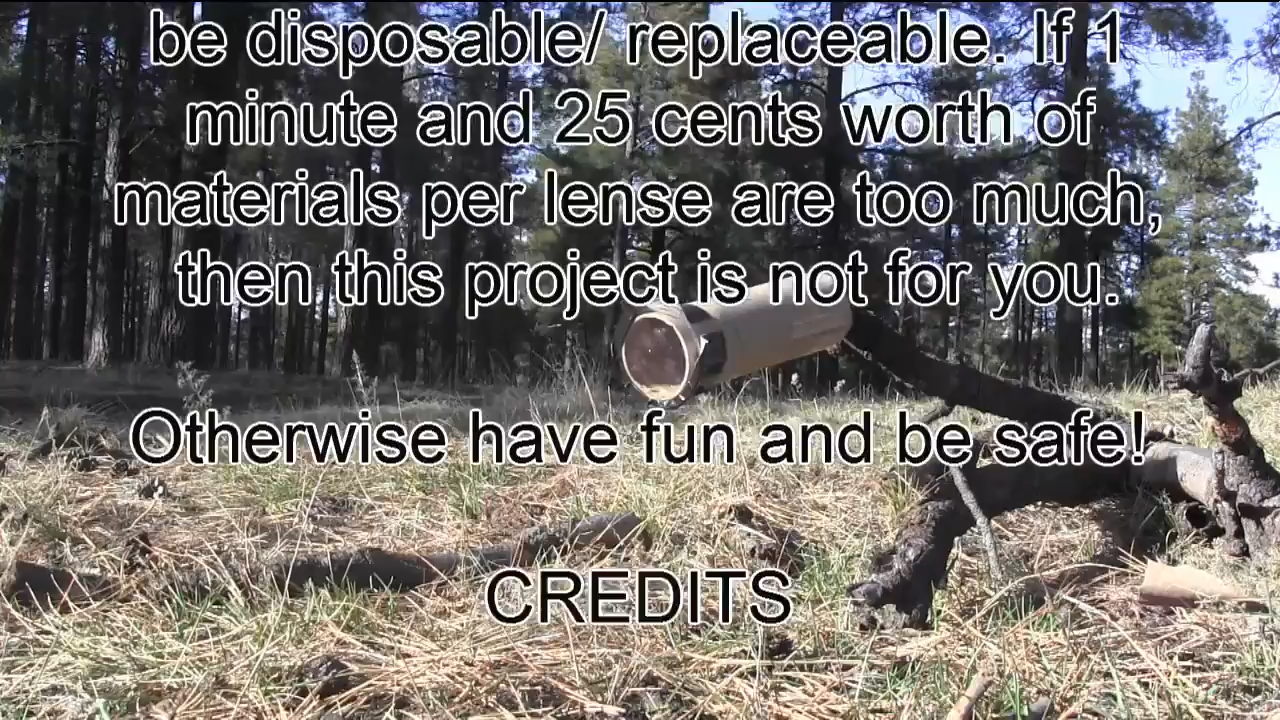 be disposable/ replaceable. If 1
minute and 25 cents worth of
materials per lense are too much,
then this project is not for you.
Otherwise have fun and be safe!
CREDITS